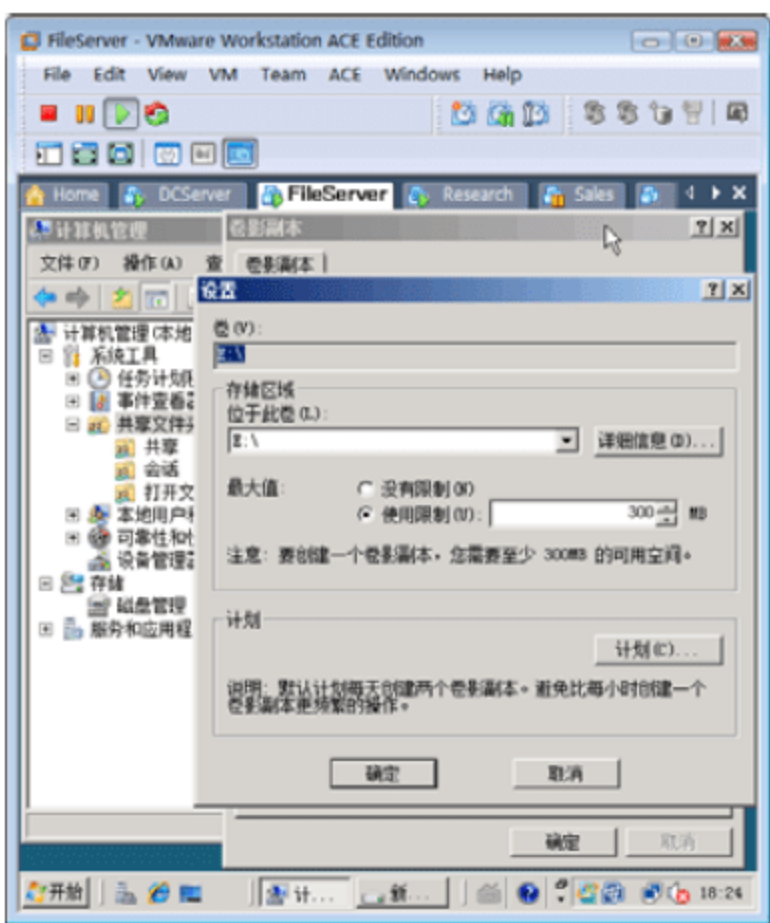 FileServer - VMware Workstation ACE Edition
File Edit View VM Team ACE Windows Help
Home DCServer FileServer Research Sales
计算机管理
卷影副本
文件(F) 操作(A) 查
卷影副本
设置
卷(V):
E:\
计算机管理(本地
系统工具
任务计划
事件查看器
共享文件夹
共享
会话
打开文
本地用户和
可靠性和性
设备管理器
存储
磁盘管理
服务和应用程
存储区域
位于此卷(L):
E:\
详细信息(D)...
最大值:
没有限制(N)
使用限制(U): 300 MB
注意: 要创建一个卷影副本，您需要至少 300MB 的可用空间。
计划
计划(C)...
说明: 默认计划每天创建两个卷影副本。避免比每小时创建一个
卷影副本更频繁的操作。
确定 取消
确定 取消
开始 计... 新... 18:24